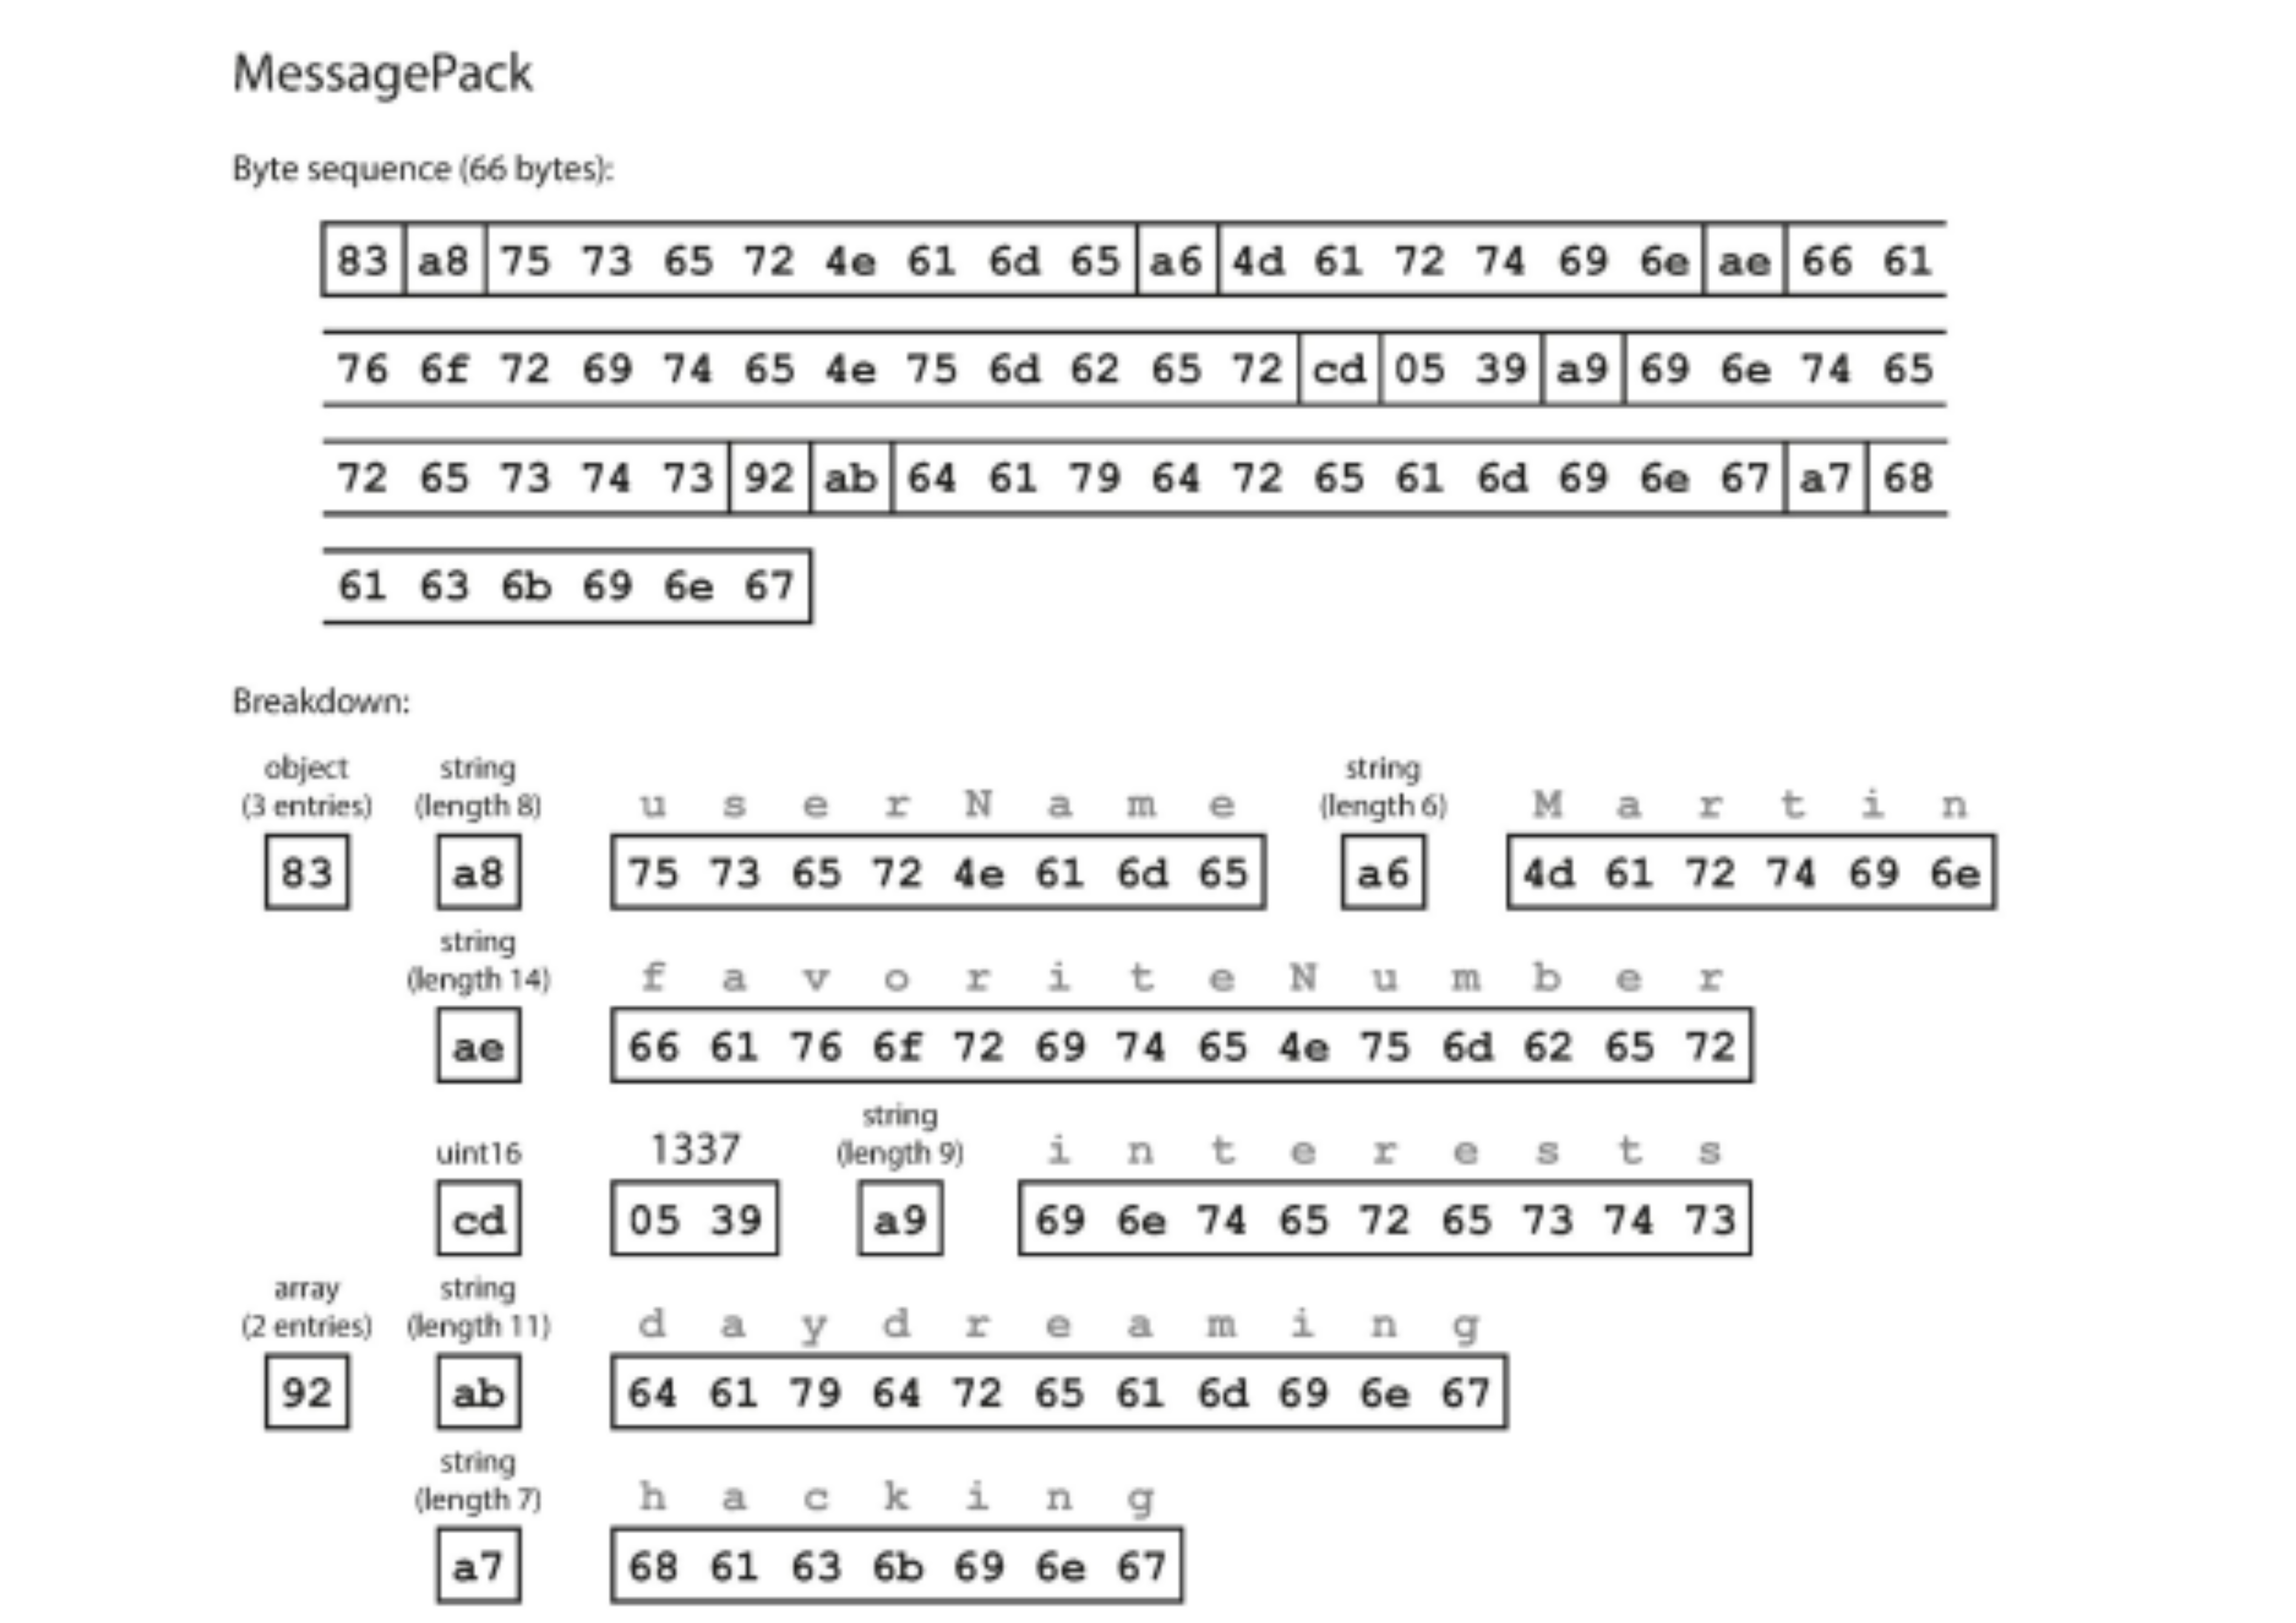 MessagePack
Byte sequence (66 bytes):
83 a8 75 73 65 72 4e 61 6d 65 a6 4d 61 72 74 69 6e ae 66 61
76 6f 72 69 74 65 4e 75 6d 62 65 72 cd 05 39 a9 69 6e 74 65
72 65 73 74 73 92 ab 64 61 79 64 72 65 61 6d 69 6e 67 a7 68
61 63 6b 69 6e 67
Breakdown:
object string string
(3 entries) (length 8) u s e r N a m e (length 6) M a r t i n
83 a8 75 73 65 72 4e 61 6d 65 a6 4d 61 72 74 69 6e
string
(length 14) f a v o r i t e N u m b e r
ae 66 61 76 6f 72 69 74 65 4e 75 6d 62 65 72
string
uint16 1337 (length 9) i n t e r e s t s
cd 05 39 a9 69 6e 74 65 72 65 73 74 73
array string
(2 entries) (length 11) d a y d r e a m i n g
92 ab 64 61 79 64 72 65 61 6d 69 6e 67
string
(length 7) h a c k i n g
a7 68 61 63 6b 69 6e 67